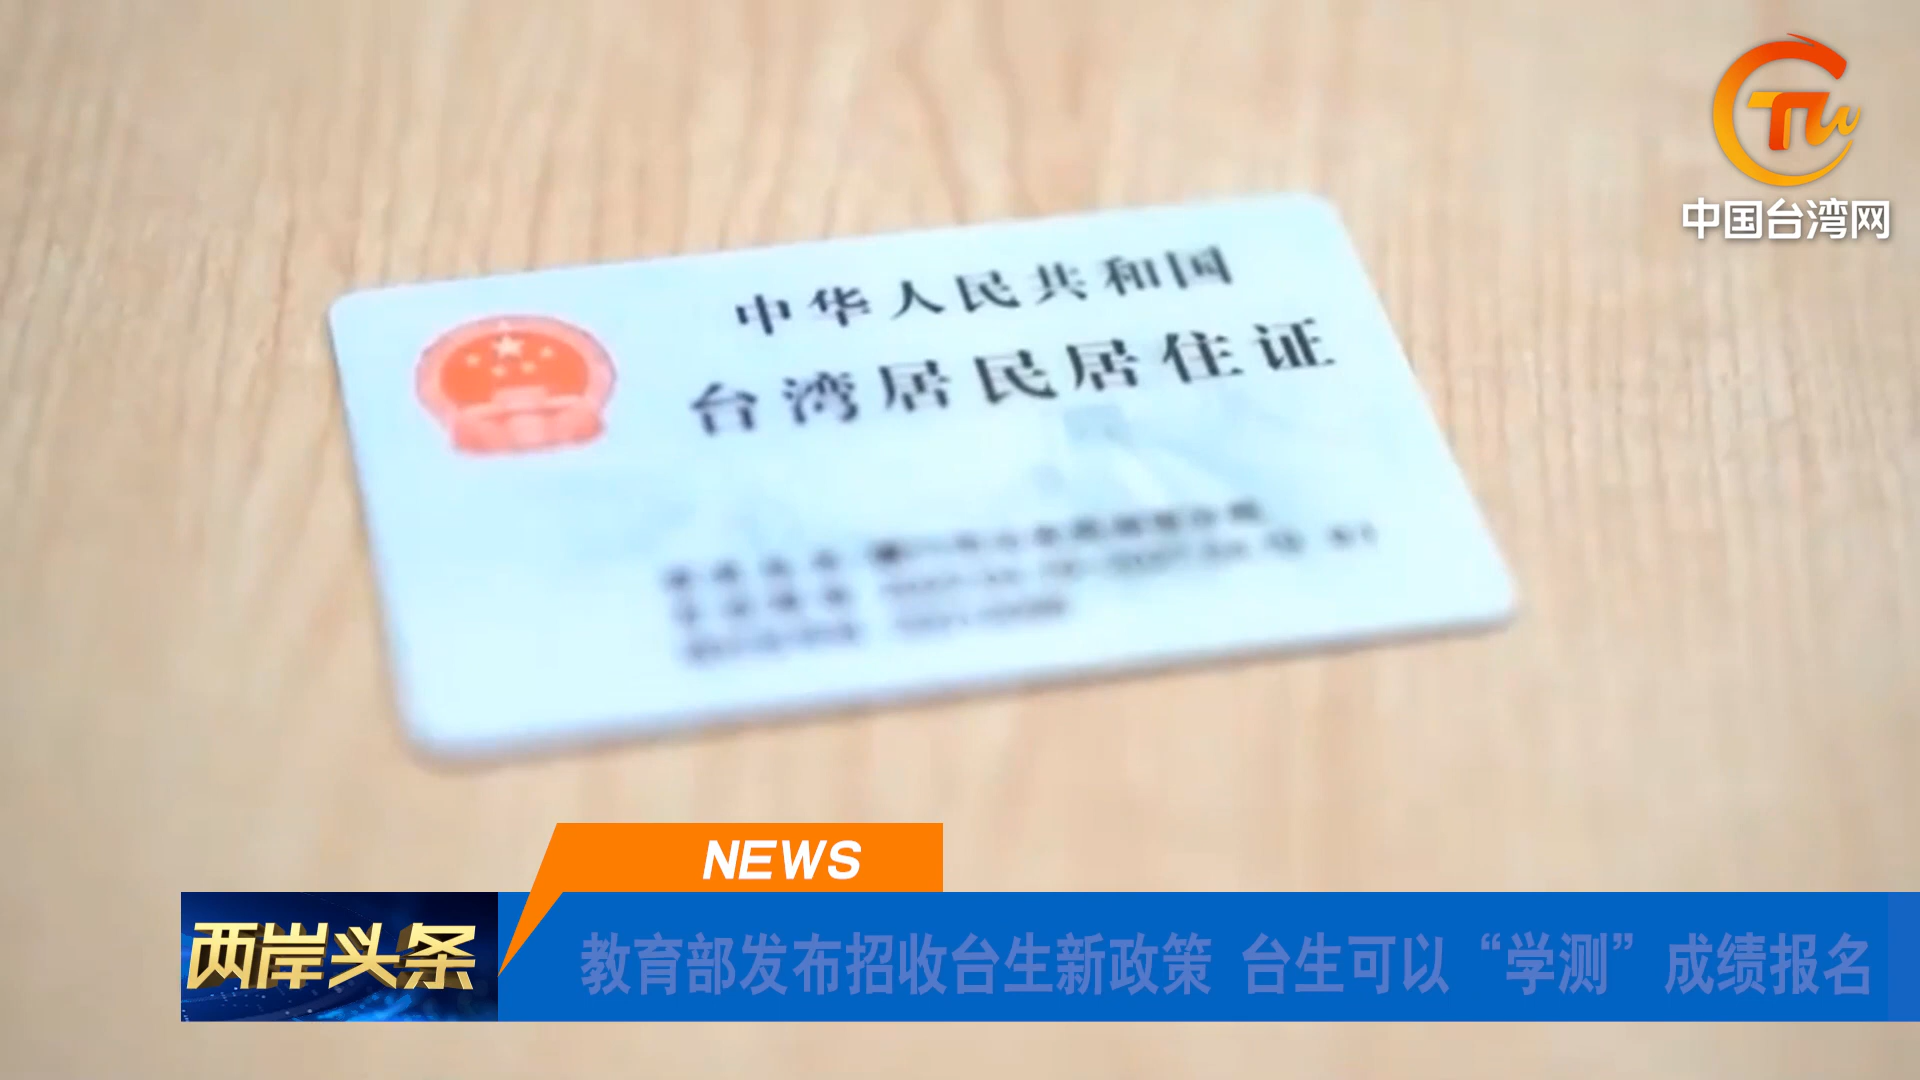 中国台湾网
中华人民共和国
台湾居民居住证
NEWS
两岸头条
教育部发布招收台生新政策 台生可以“学测”成绩报名